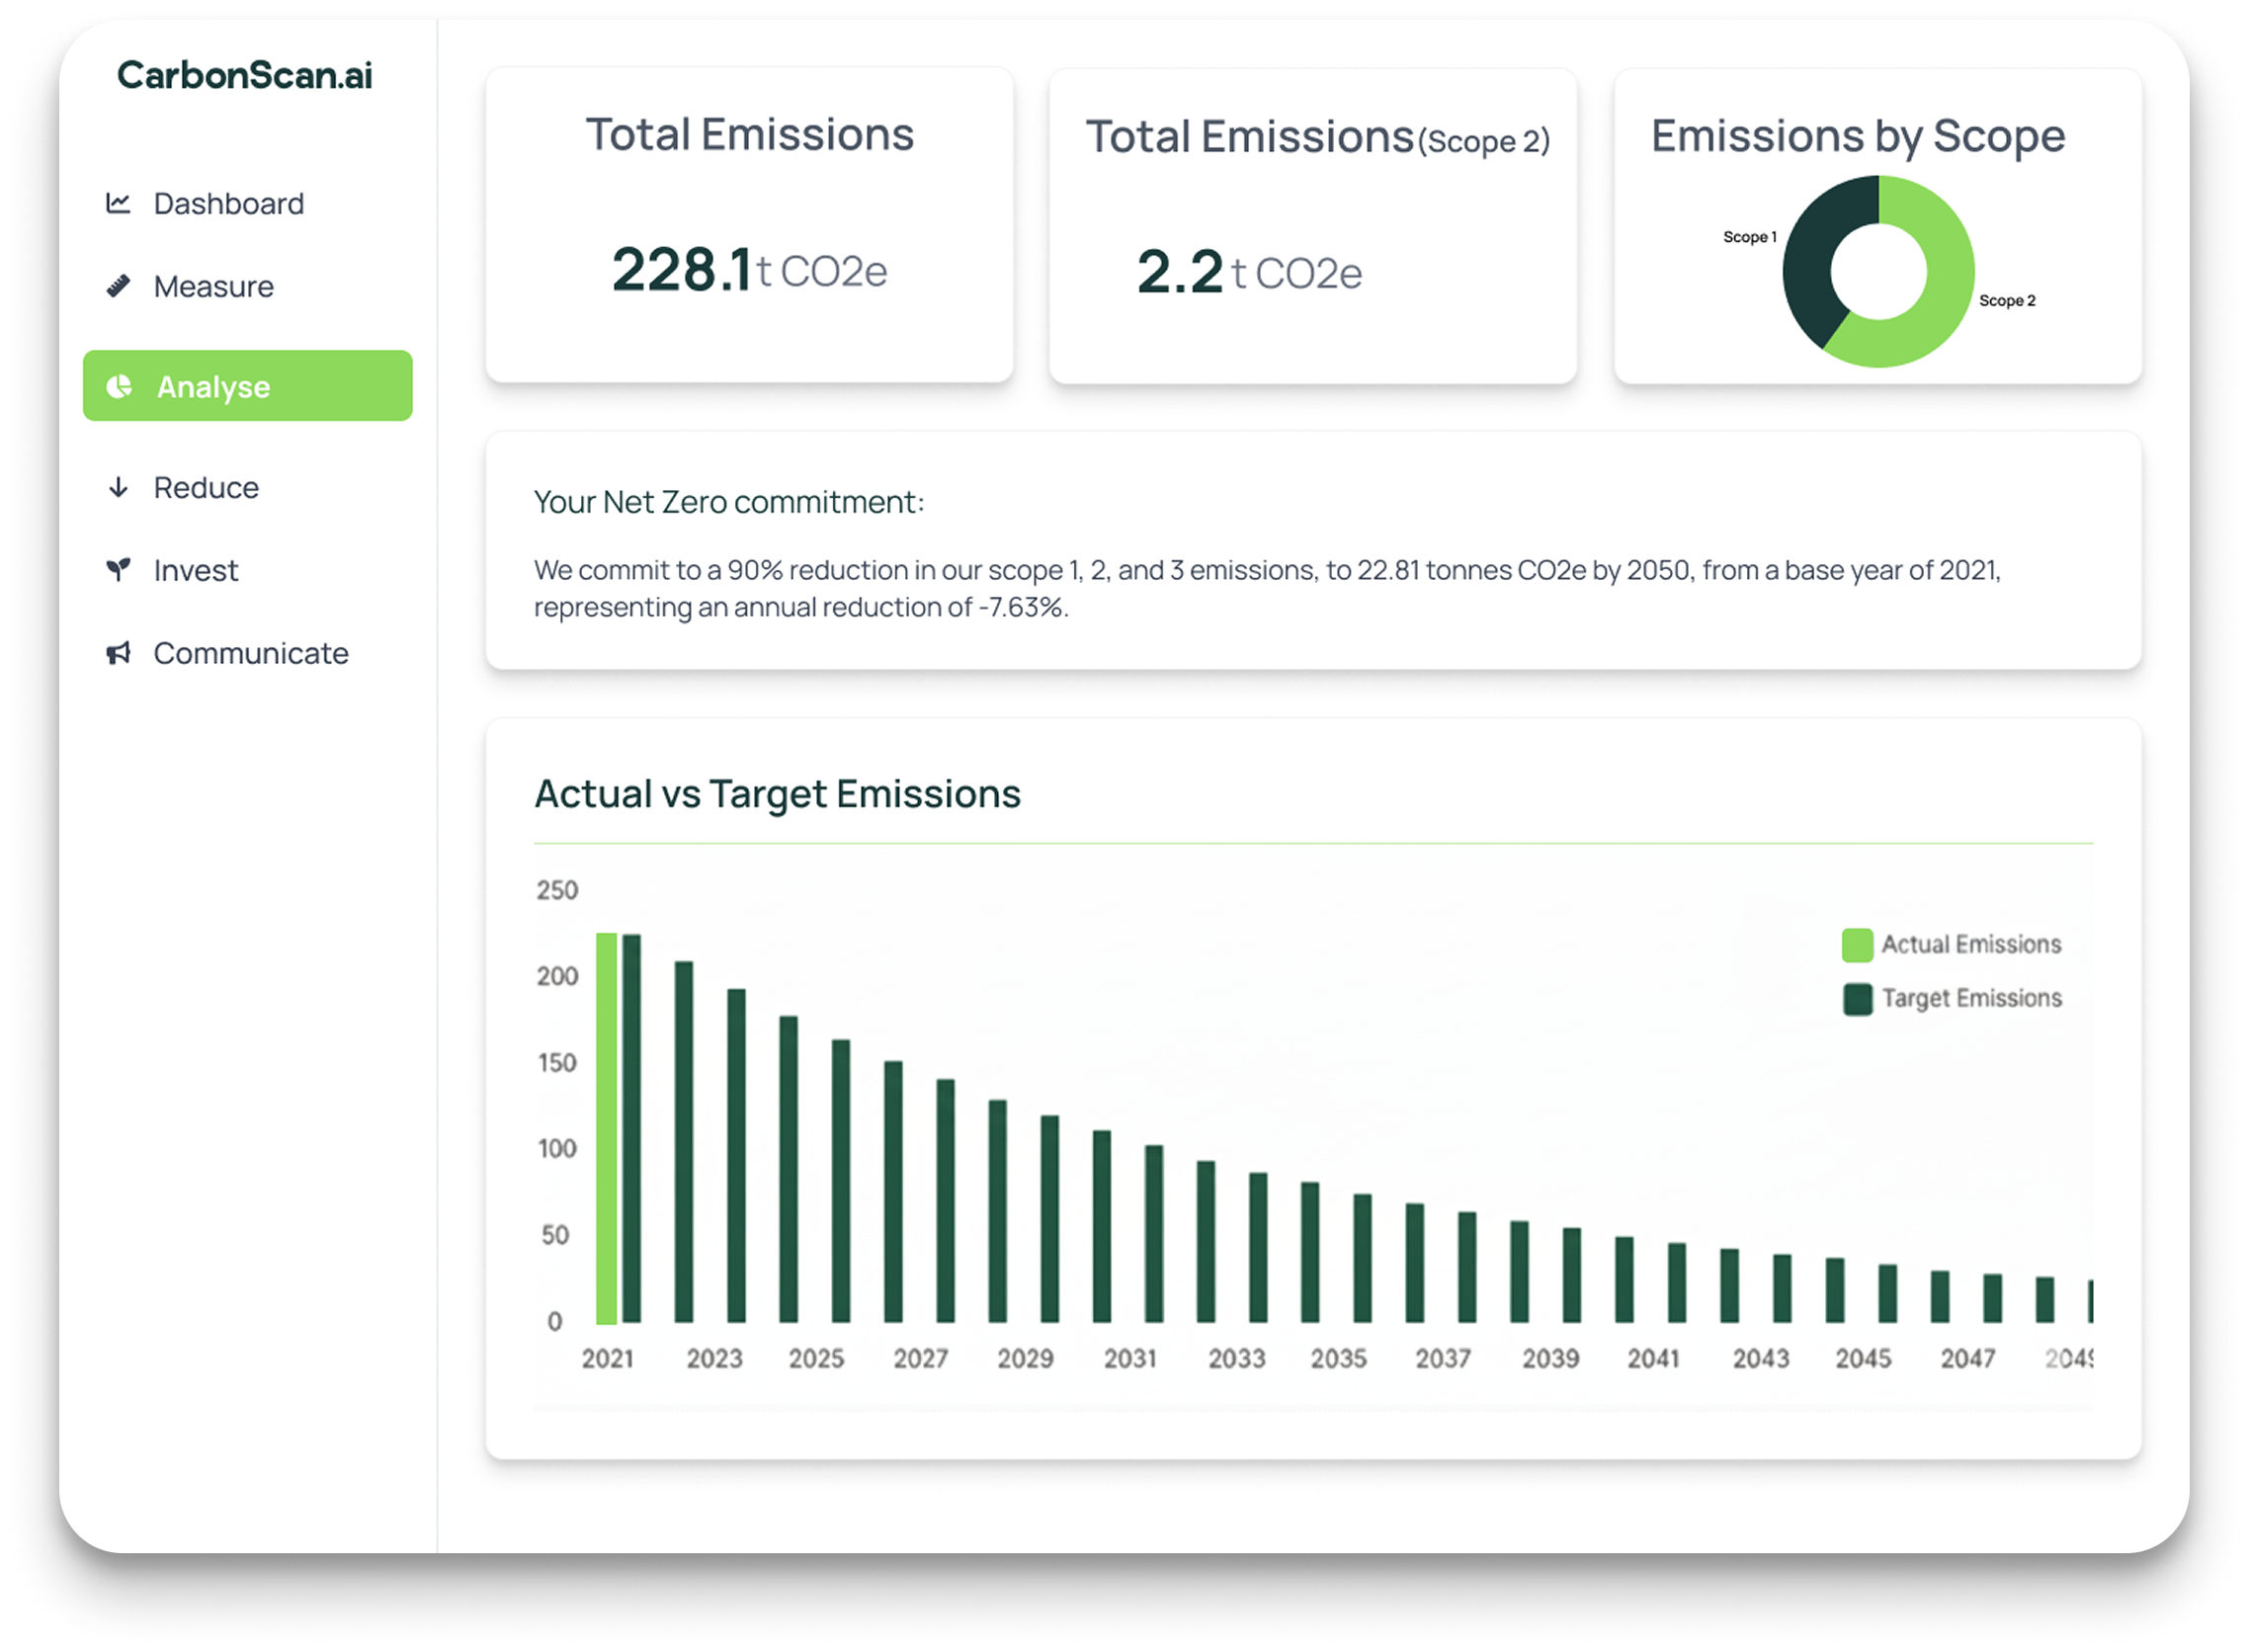 CarbonScan.ai
Dashboard
Measure
Analyse
Reduce
Invest
Communicate
Total Emissions
228.1t CO2e
Total Emissions(Scope 2)
2.2 t CO2e
Emissions by Scope
Scope 1
Scope 2
Your Net Zero commitment:
We commit to a 90% reduction in our scope 1, 2, and 3 emissions, to 22.81 tonnes CO2e by 2050, from a base year of 2021,
representing an annual reduction of -7.63%.
Actual vs Target Emissions
250
200
150
100
50
0
Actual Emissions
Target Emissions
2021 2023 2025 2027 2029 2031 2033 2035 2037 2039 2041 2043 2045 2047 2049